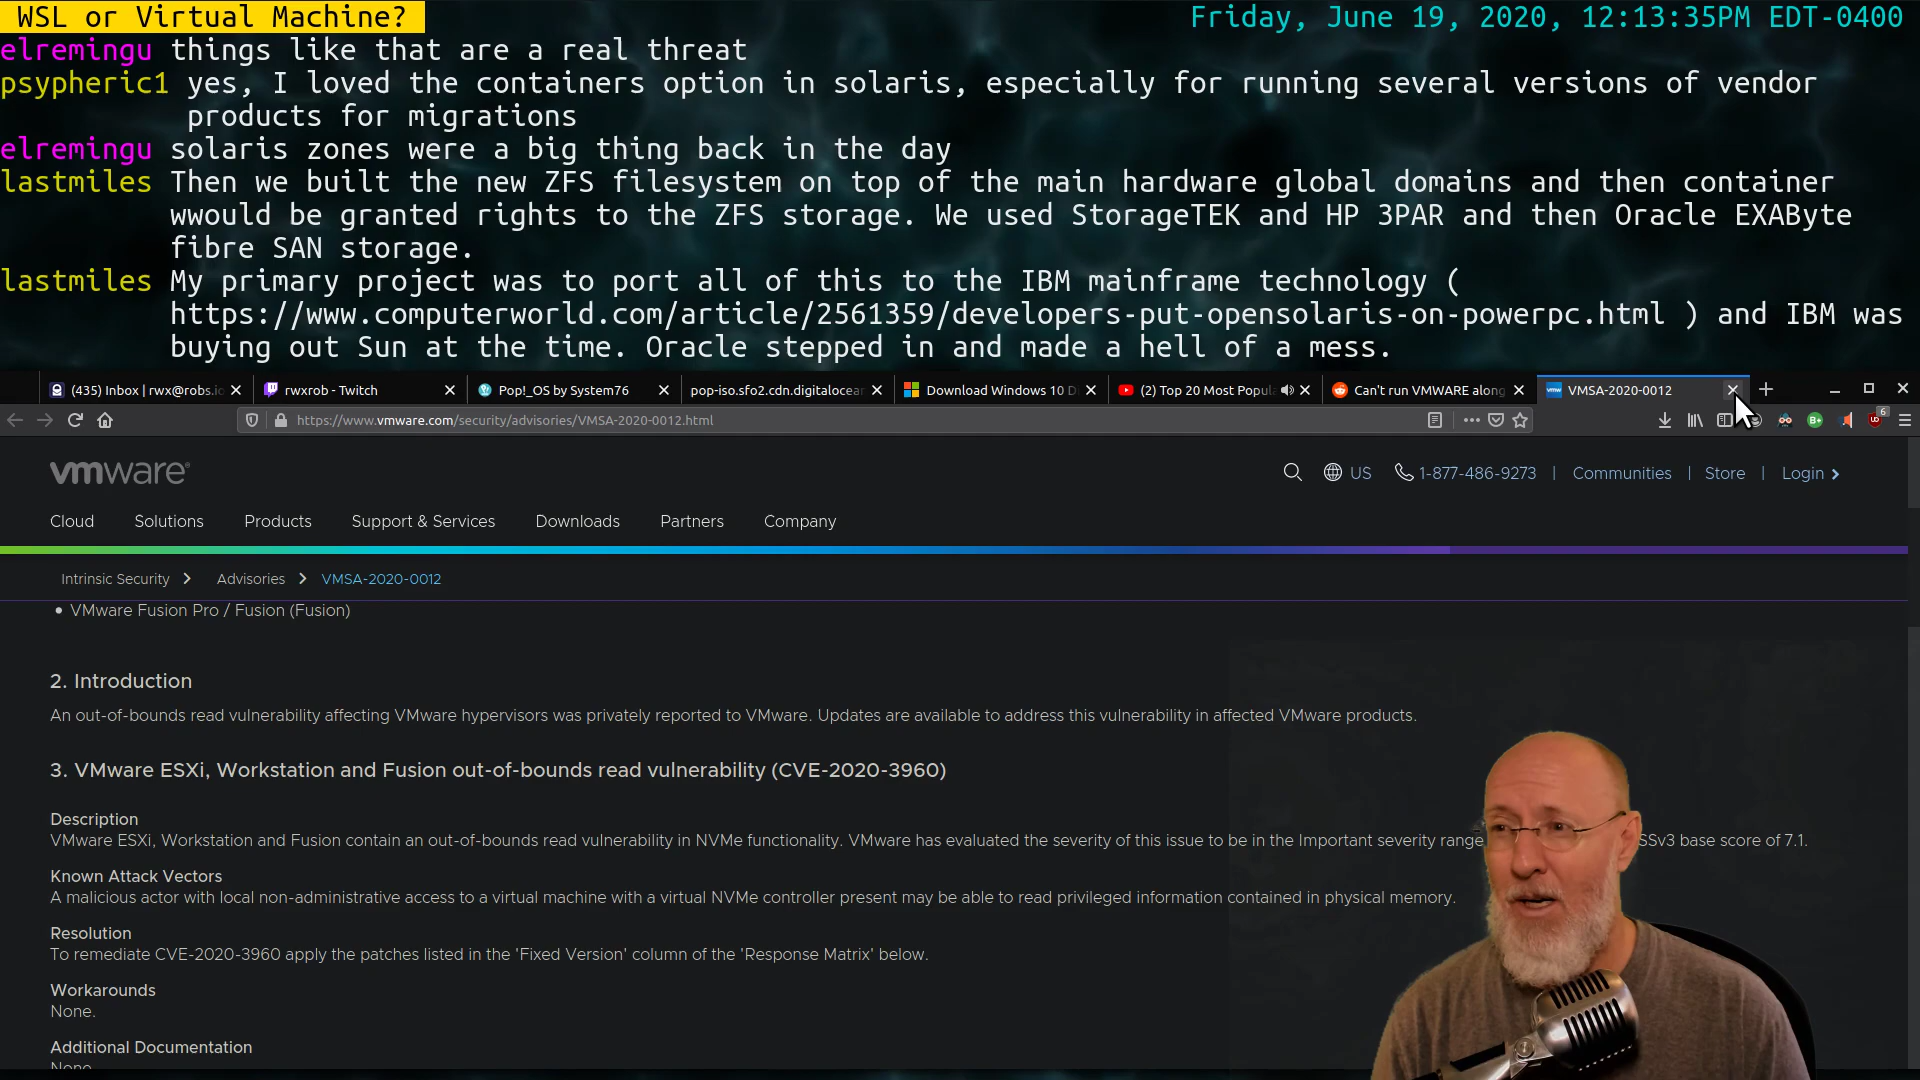 WSL or Virtual Machine?
Friday, June 19, 2020, 12:13:35PM EDT-0400
elremingu things like that are a real threat
psypheric1 yes, I loved the containers option in solaris, especially for running several versions of vendor
products for migrations
elremingu solaris zones were a big thing back in the day
lastmiles Then we built the new ZFS filesystem on top of the main hardware global domains and then container
wwould be granted rights to the ZFS storage. We used StorageTEK and HP 3PAR and then Oracle EXAByte
fibre SAN storage.
lastmiles My primary project was to port all of this to the IBM mainframe technology (
https://www.computerworld.com/article/2561359/developers-put-opensolaris-on-powerpc.html ) and IBM was
buying out Sun at the time. Oracle stepped in and made a hell of a mess.
(435) Inbox | rwx@robs.i
rwxrob - Twitch
Pop!_OS by System76
pop-iso.sfo2.cdn.digitalocea
Download Windows 10 D
(2) Top 20 Most Popula
Can't run VMWARE along
VMSA-2020-0012
https://www.vmware.com/security/advisories/VMSA-2020-0012.html
6
vmware
US
1-877-486-9273 | Communities | Store | Login
Cloud Solutions Products Support & Services Downloads Partners Company
Intrinsic Security Advisories VMSA-2020-0012
• VMware Fusion Pro / Fusion (Fusion)
2. Introduction
An out-of-bounds read vulnerability affecting VMware hypervisors was privately reported to VMware. Updates are available to address this vulnerability in affected VMware products.
3. VMware ESXi, Workstation and Fusion out-of-bounds read vulnerability (CVE-2020-3960)
Description
VMware ESXi, Workstation and Fusion contain an out-of-bounds read vulnerability in NVMe functionality. VMware has evaluated the severity of this issue to be in the Important severity range SSv3 base score of 7.1.
Known Attack Vectors
A malicious actor with local non-administrative access to a virtual machine with a virtual NVMe controller present may be able to read privileged information contained in physical memory.
Resolution
To remediate CVE-2020-3960 apply the patches listed in the 'Fixed Version' column of the 'Response Matrix' below.
Workarounds
None.
Additional Documentation
None.